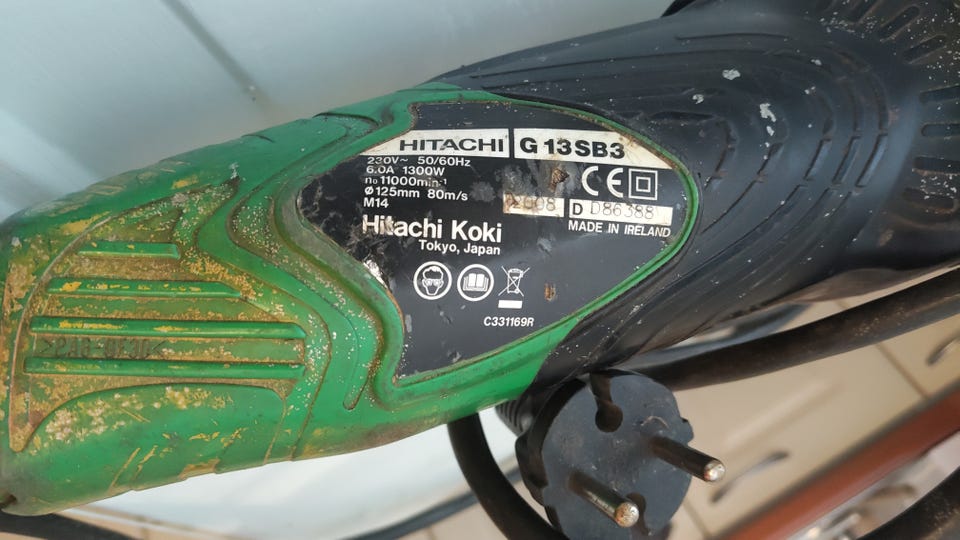 HITACHI G 13SB3
230V~ 50/60Hz
6.0A 1300W
n₀ 11000min⁻¹
Ø125mm 80m/s
M14
2008 D D86388
MADE IN IRELAND
Hitachi Koki
Tokyo, Japan
CE
C331169R